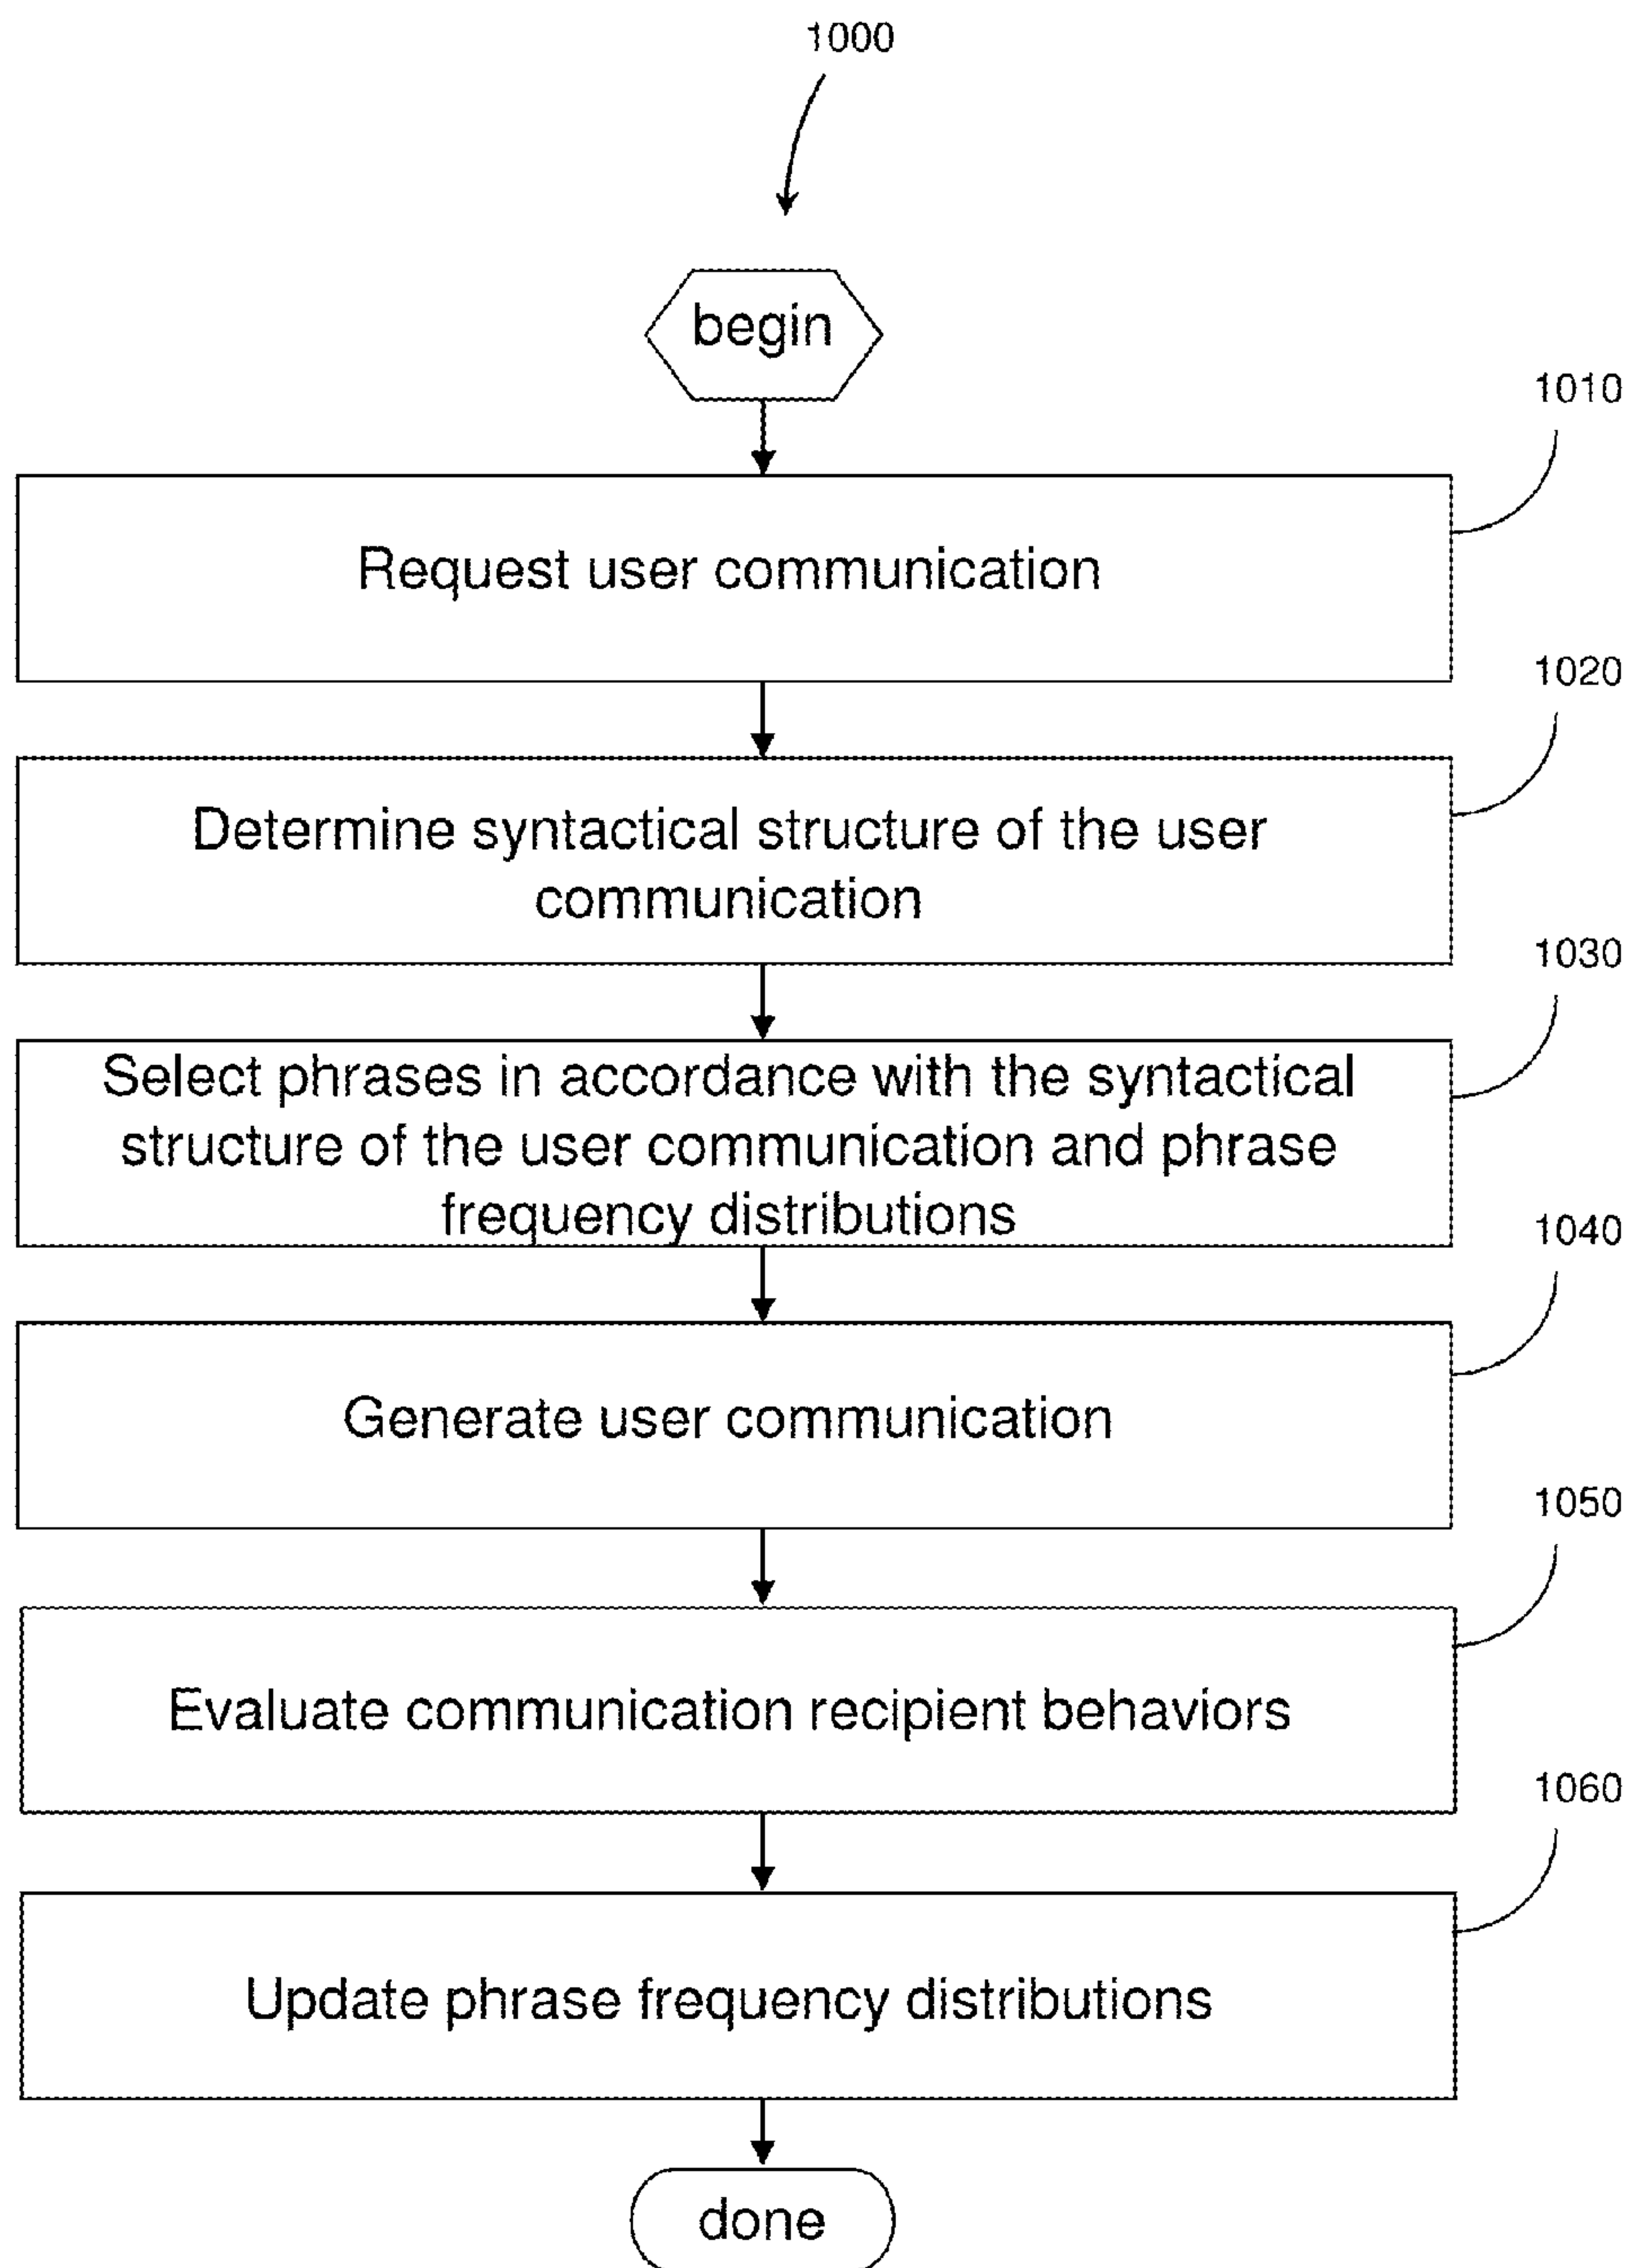 1000
begin
1010
Request user communication
1020
Determine syntactical structure of the user
communication
1030
Select phrases in accordance with the syntactical
structure of the user communication and phrase
frequency distributions
1040
Generate user communication
1050
Evaluate communication recipient behaviors
1060
Update phrase frequency distributions
done